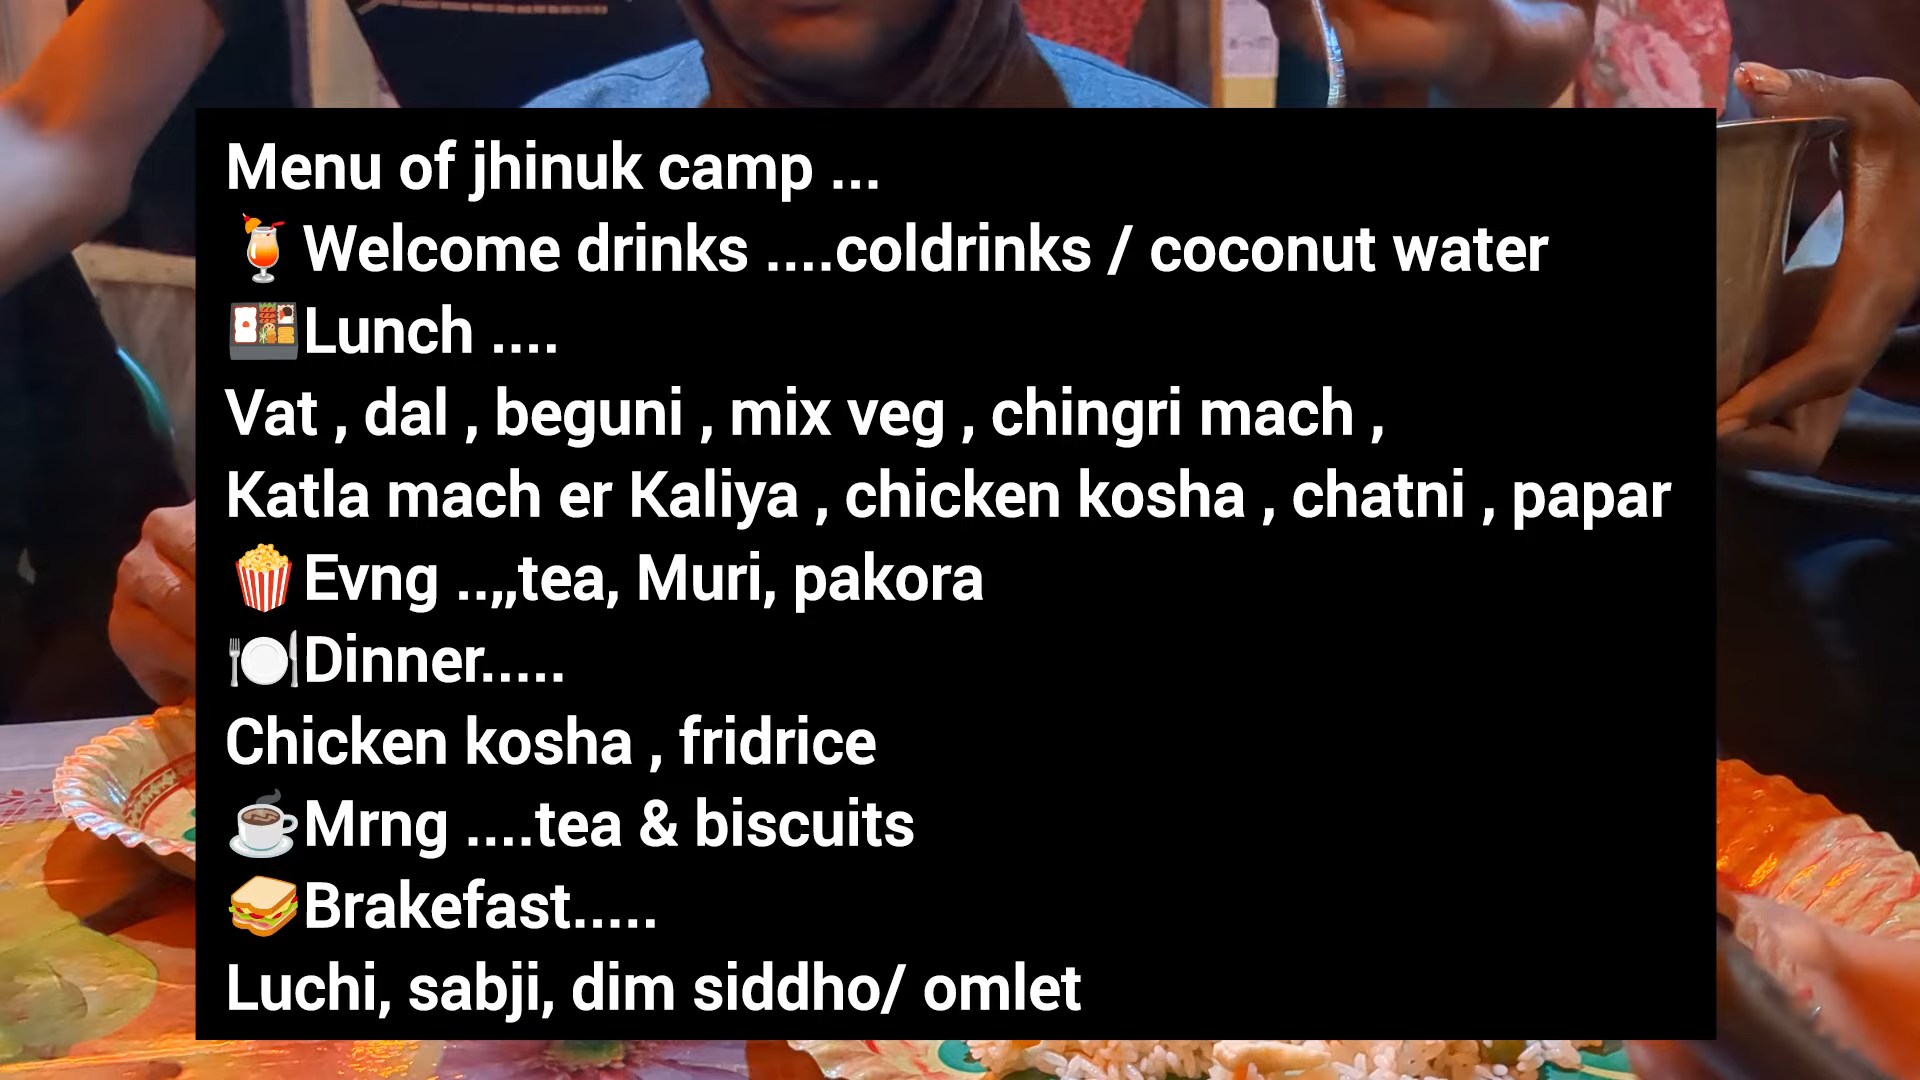 Menu of jhinuk camp ...
🍹Welcome drinks ....coldrinks / coconut water
🍱Lunch ....
Vat , dal , beguni , mix veg , chingri mach ,
Katla mach er Kaliya , chicken kosha , chatni , papar
🍿Evng ..,,tea, Muri, pakora
🍽️Dinner.....
Chicken kosha , fridrice
☕Mrng ....tea & biscuits
🥪Brakefast.....
Luchi, sabji, dim siddho/ omlet